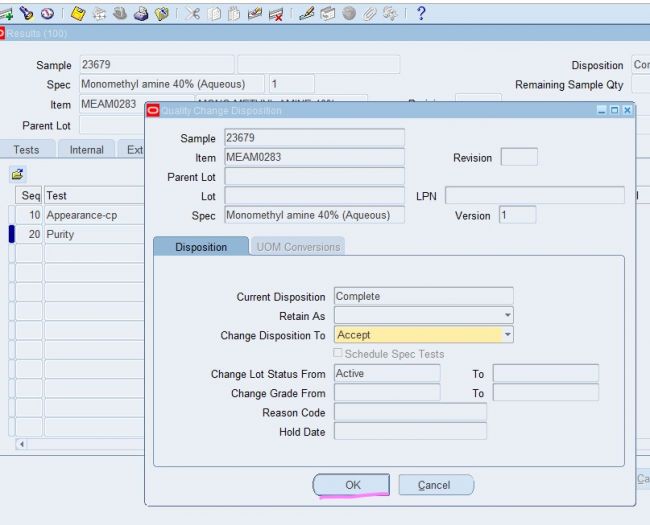 Results (100)
Sample 23679 Disposition
Spec Monomethyl amine 40% (Aqueous) 1 Remaining Sample Qty
Item MEAM0283
Parent Lot
Tests Internal
Seq Test
10 Appearance-cp
20 Purity
Quality Change Disposition
Sample 23679
Item MEAM0283 Revision
Parent Lot
Lot LPN
Spec Monomethyl amine 40% (Aqueous) Version 1
Disposition UOM Conversions
Current Disposition Complete
Retain As
Change Disposition To Accept
Schedule Spec Tests
Change Lot Status From Active To
Change Grade From To
Reason Code
Hold Date
OK Cancel